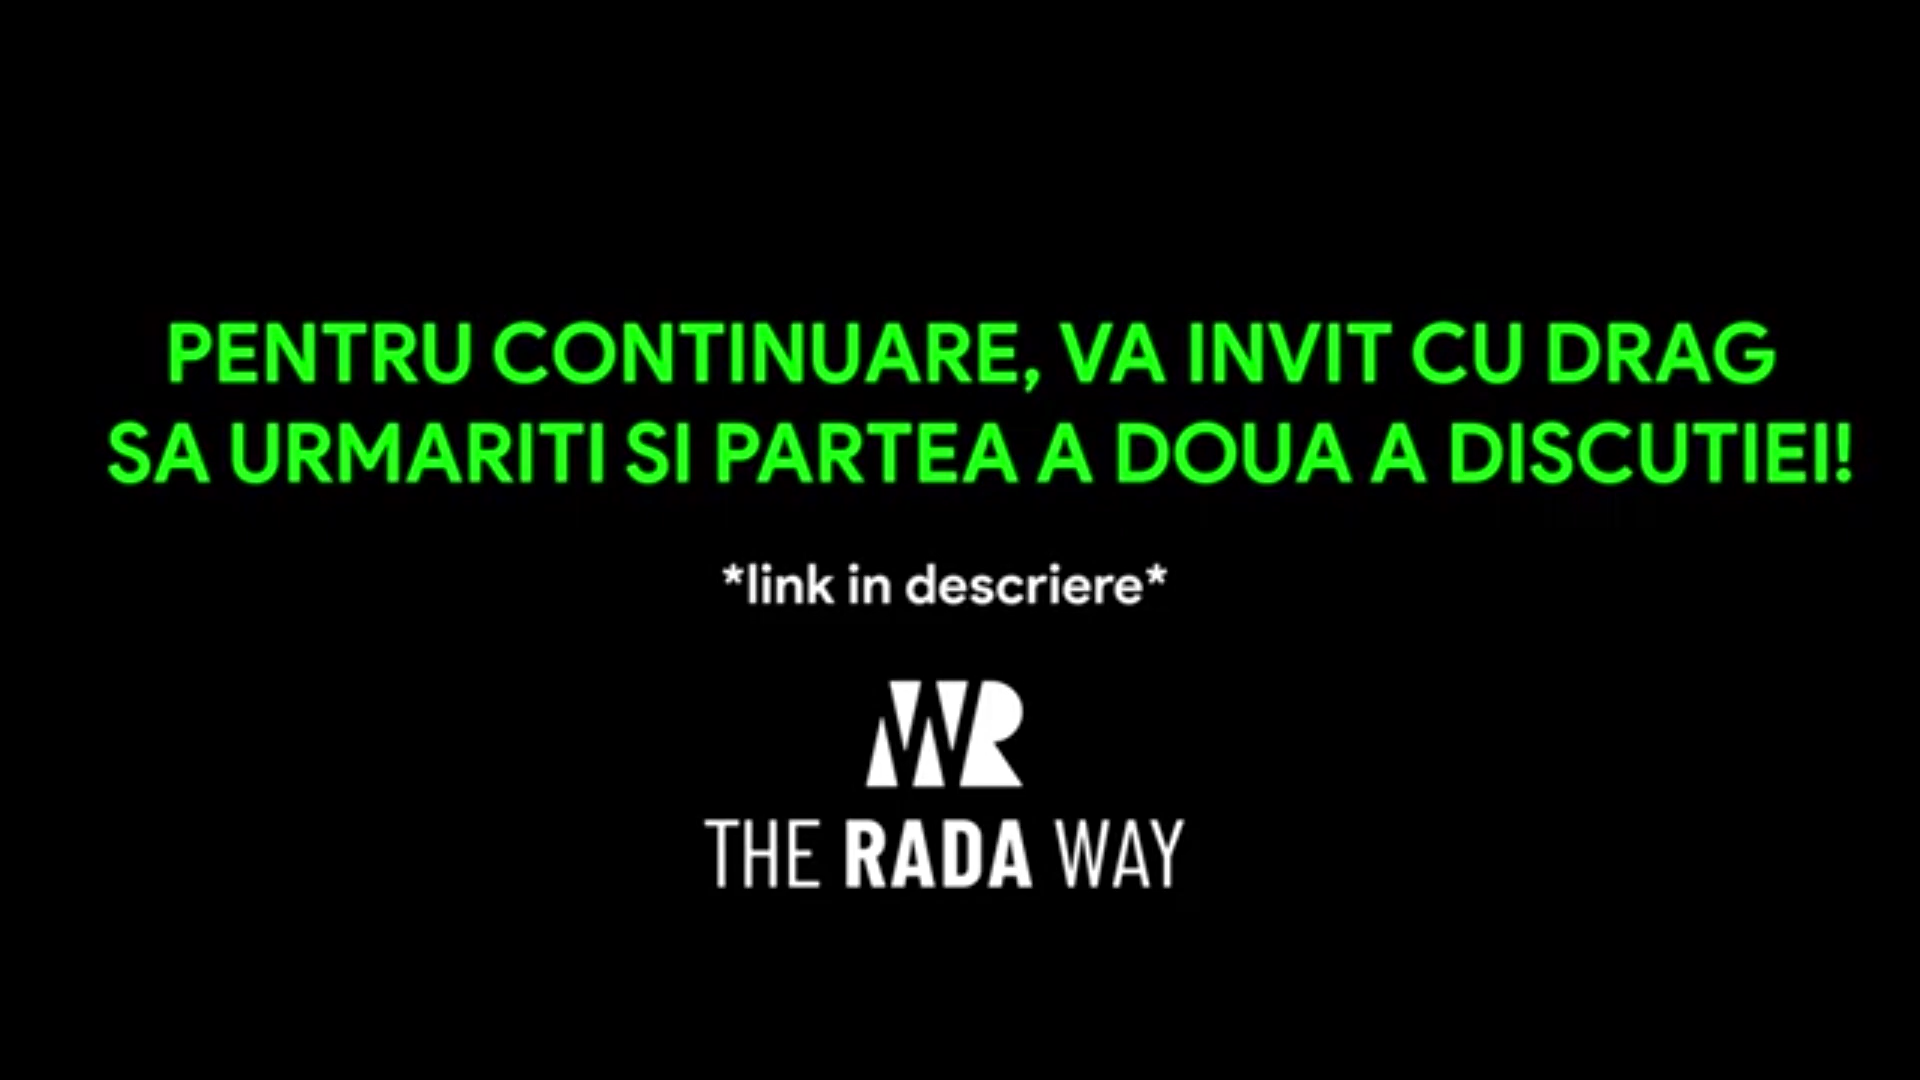 PENTRU CONTINUARE, VA INVIT CU DRAG
SA URMARITI SI PARTEA A DOUA A DISCUTIEI!
*link in descriere*
WR
THE RADA WAY